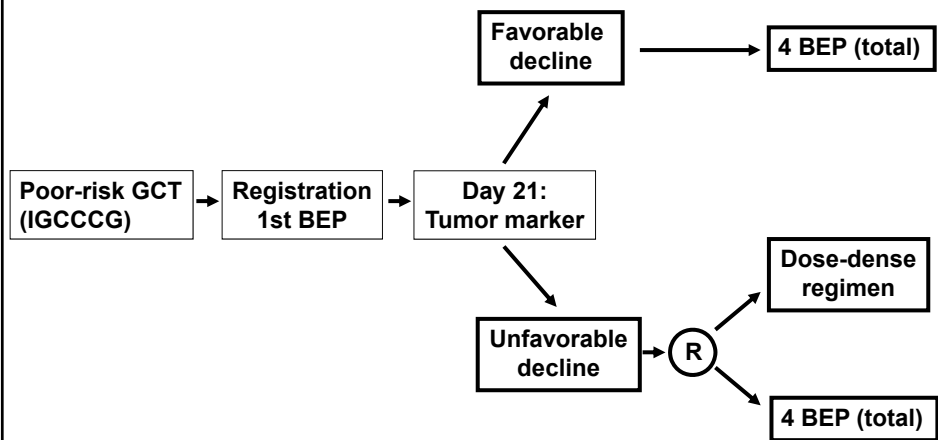 Poor-risk GCT
(IGCCCG)
Registration
1st BEP
Day 21:
Tumor marker
Favorable
decline
4 BEP (total)
Unfavorable
decline
R
Dose-dense
regimen
4 BEP (total)